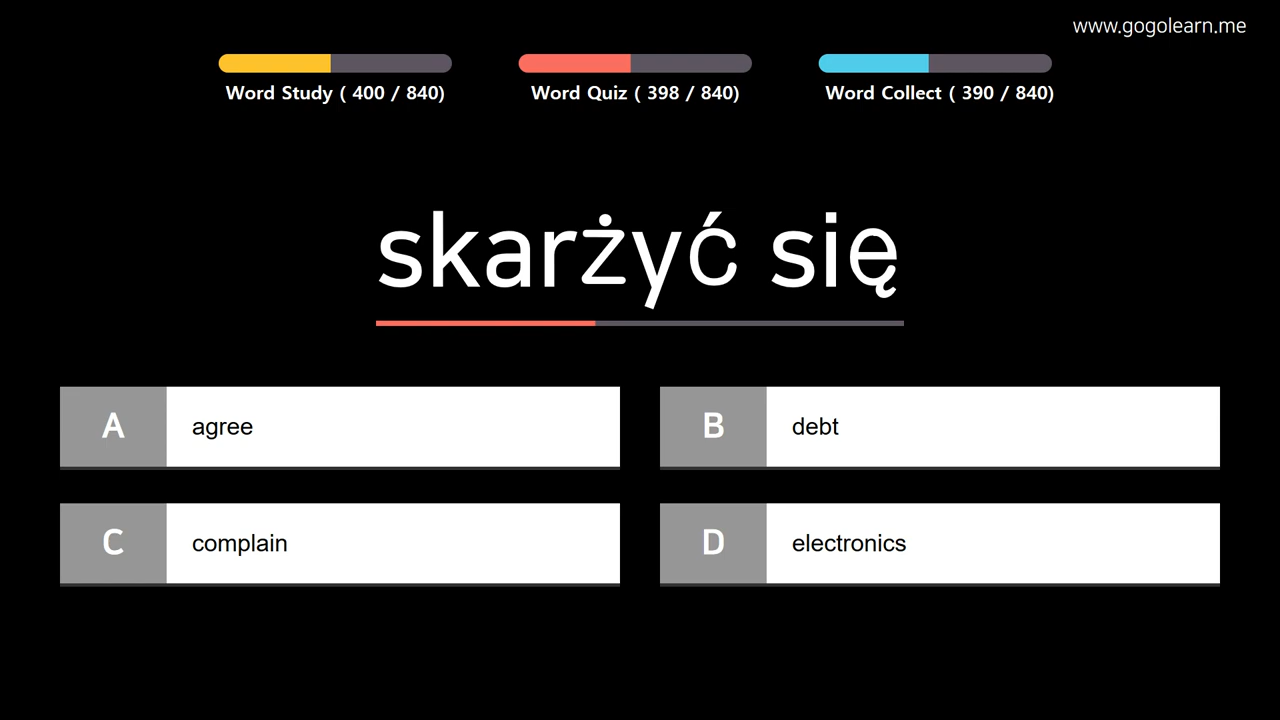 www.gogolearn.me
Word Study ( 400 / 840)
Word Quiz ( 398 / 840)
Word Collect ( 390 / 840)
skarżyć się
A agree
B debt
C complain
D electronics